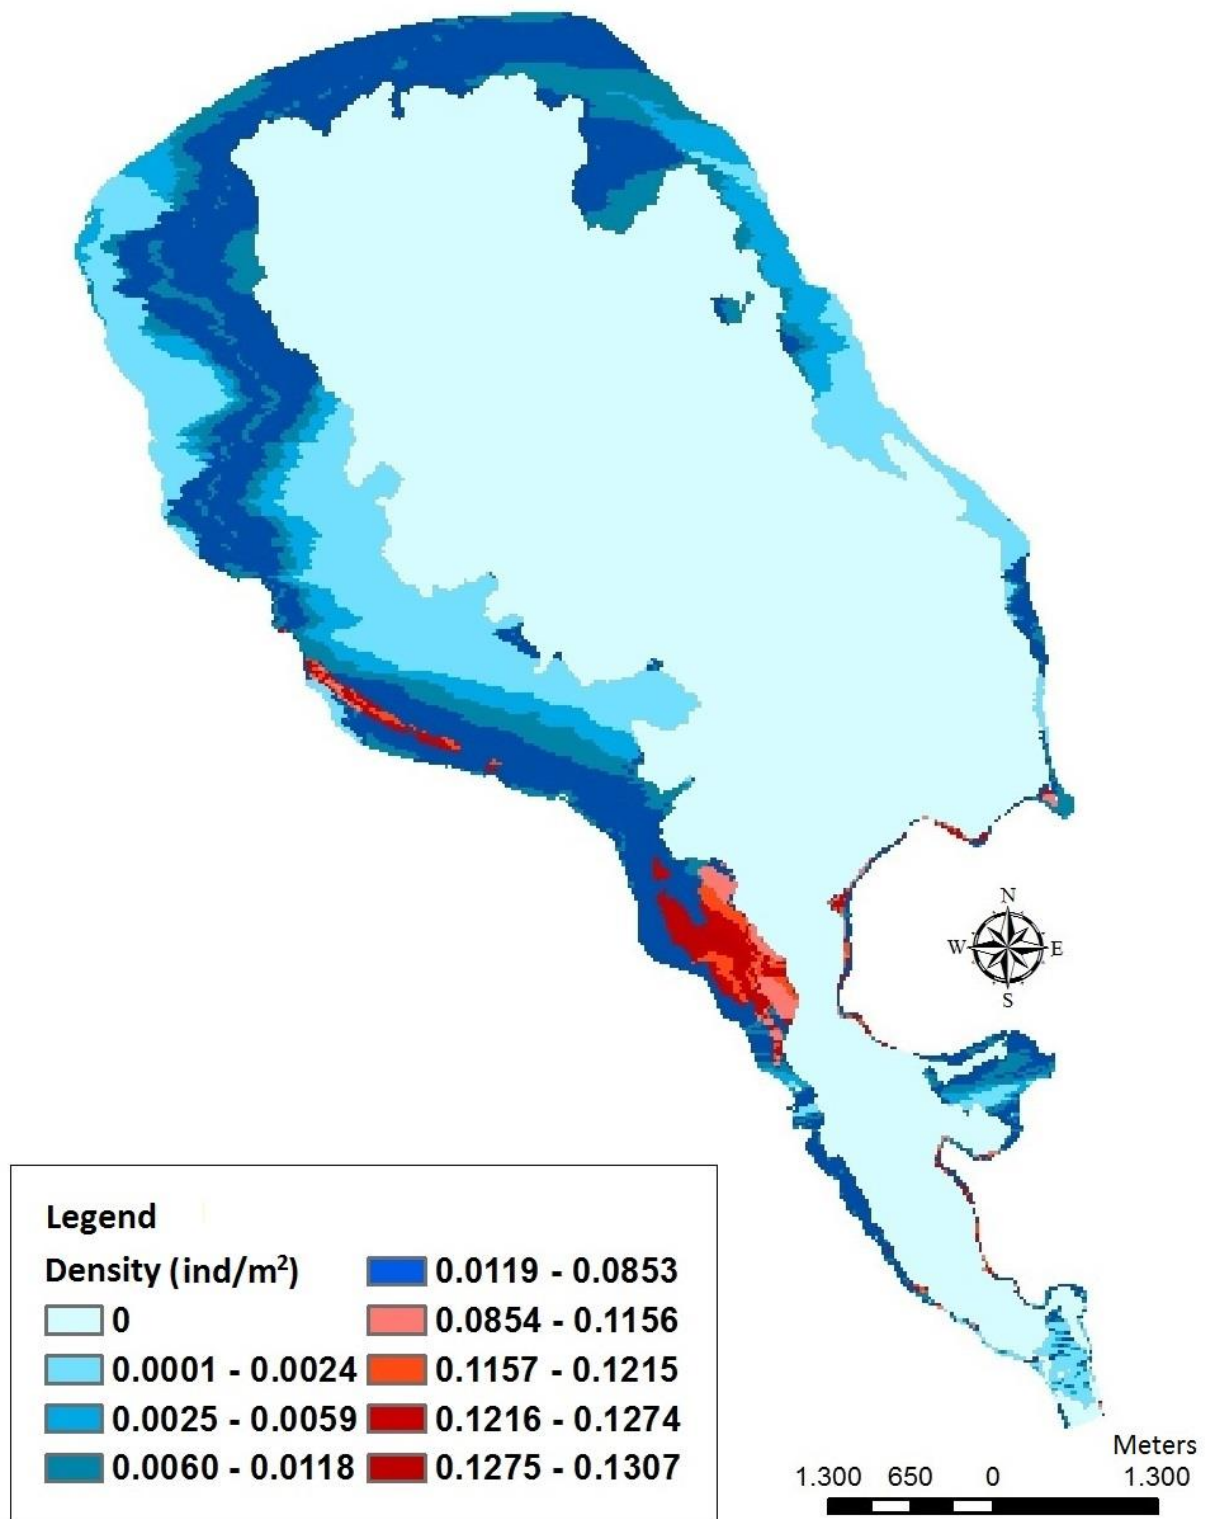 N
W E
S
Legend
Density (ind/m²)
0
0.0001 - 0.0024
0.0025 - 0.0059
0.0060 - 0.0118
0.0119 - 0.0853
0.0854 - 0.1156
0.1157 - 0.1215
0.1216 - 0.1274
0.1275 - 0.1307
Meters
1.300 650 0 1.300